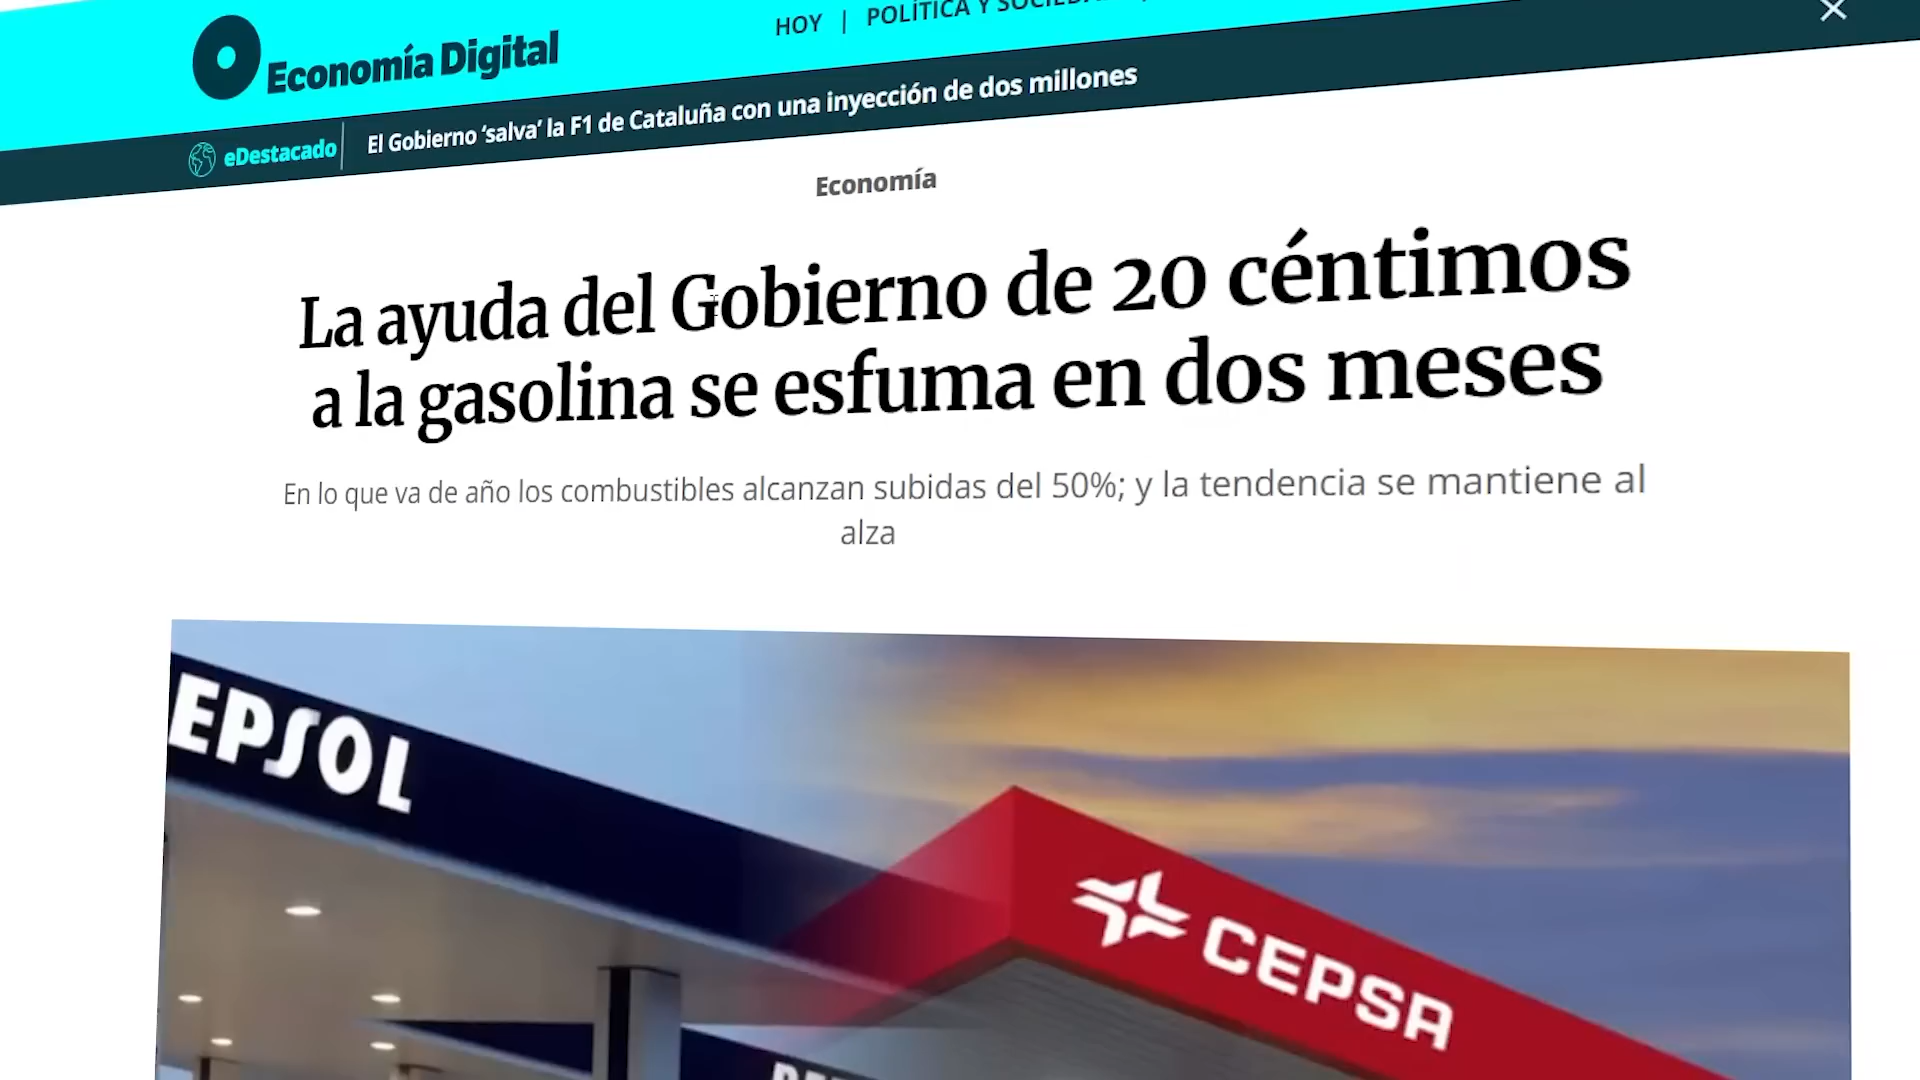 Economía Digital
HOY | POLÍTICA Y
eDestacado
El Gobierno ‘salva’ la F1 de Cataluña con una inyección de dos millones
Economía
La ayuda del Gobierno de 20 céntimos
a la gasolina se esfuma en dos meses
En lo que va de año los combustibles alcanzan subidas del 50%; y la tendencia se mantiene al
alza
EPSOL
CEPSA